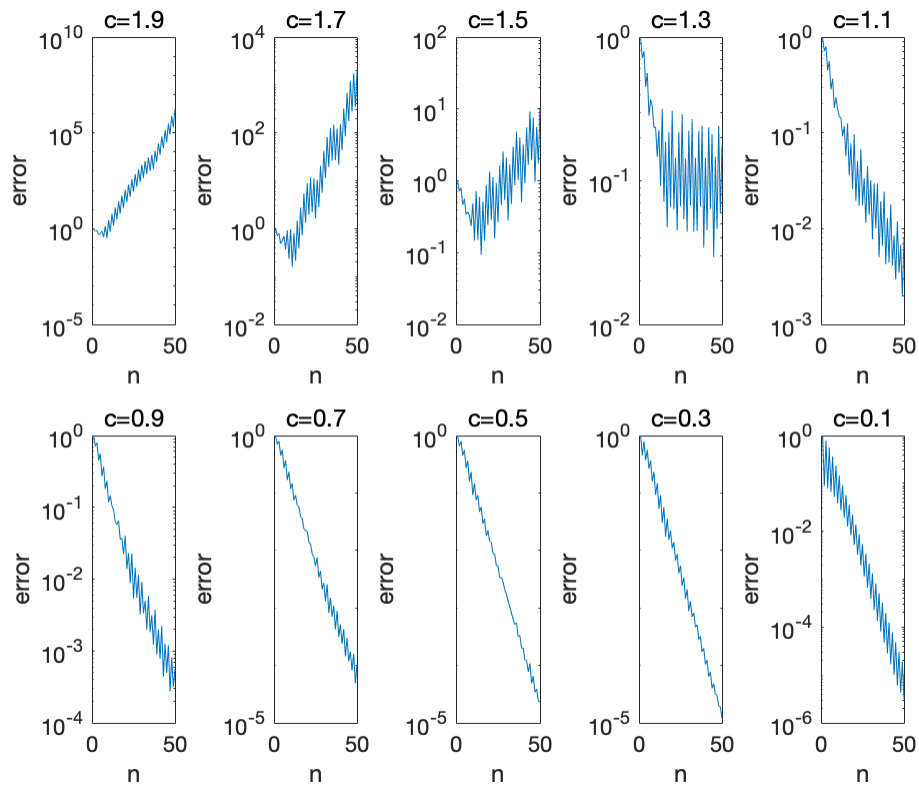 c=1.9 c=1.7 c=1.5 c=1.3 c=1.1
10^10 10^4 10^2 10^0 10^0
10^5 10^2 10^1 10^-1 10^-1
10^0 10^0 10^0 10^-2
10^-1
10^-5 10^-2 10^-2 10^-2 10^-3
error error error error error
0 50 0 50 0 50 0 50 0 50
n n n n n
c=0.9 c=0.7 c=0.5 c=0.3 c=0.1
10^0 10^0 10^0 10^0 10^0
10^-1 10^-2
10^-2
10^-3 10^-4
10^-4 10^-5 10^-5 10^-5 10^-6
error error error error error
0 50 0 50 0 50 0 50 0 50
n n n n n